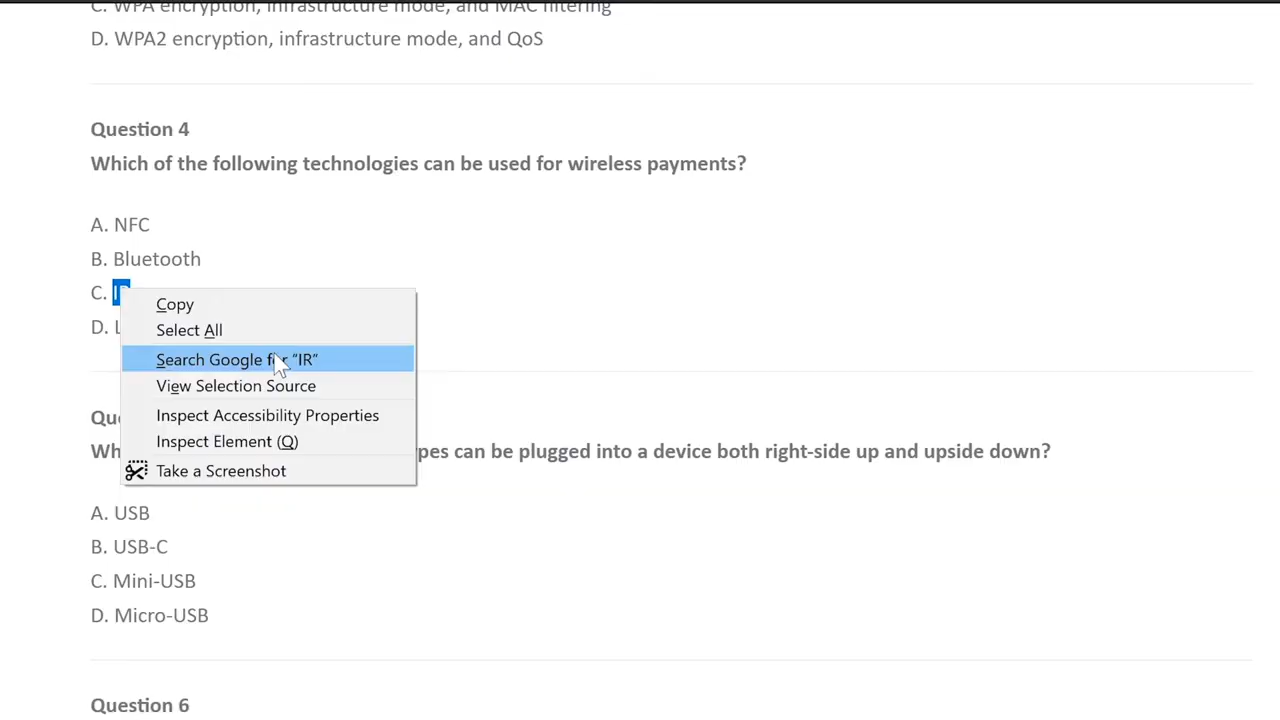 C. WPA encryption, infrastructure mode, and MAC filtering
D. WPA2 encryption, infrastructure mode, and QoS
Question 4
Which of the following technologies can be used for wireless payments?
A. NFC
B. Bluetooth
C.
D.
Copy
Select All
Search Google for "IR"
View Selection Source
Inspect Accessibility Properties
Inspect Element (Q)
Take a Screenshot
can be plugged into a device both right-side up and upside down?
A. USB
B. USB-C
C. Mini-USB
D. Micro-USB
Question 6